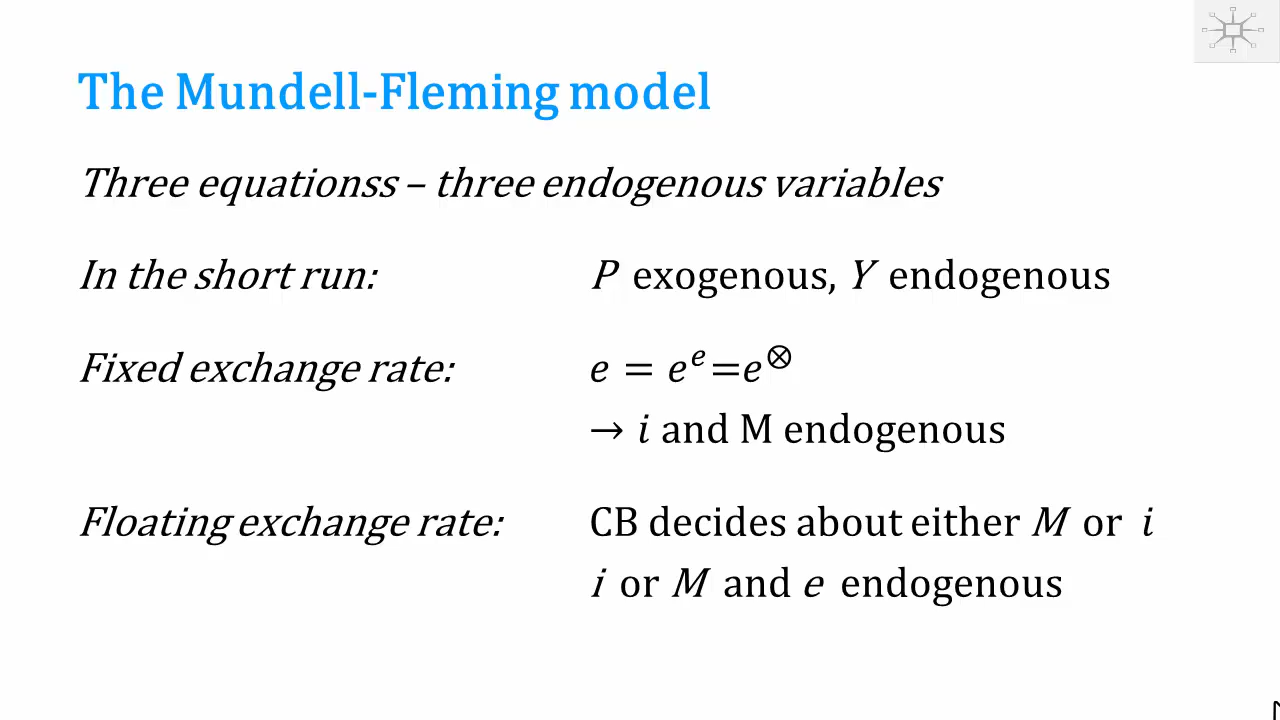 The Mundell-Fleming model
Three equationss – three endogenous variables
In the short run: P exogenous, Y endogenous
Fixed exchange rate: e = eᵉ=e^⊗
→ i and M endogenous
Floating exchange rate: CB decides about either M or i
i or M and e endogenous